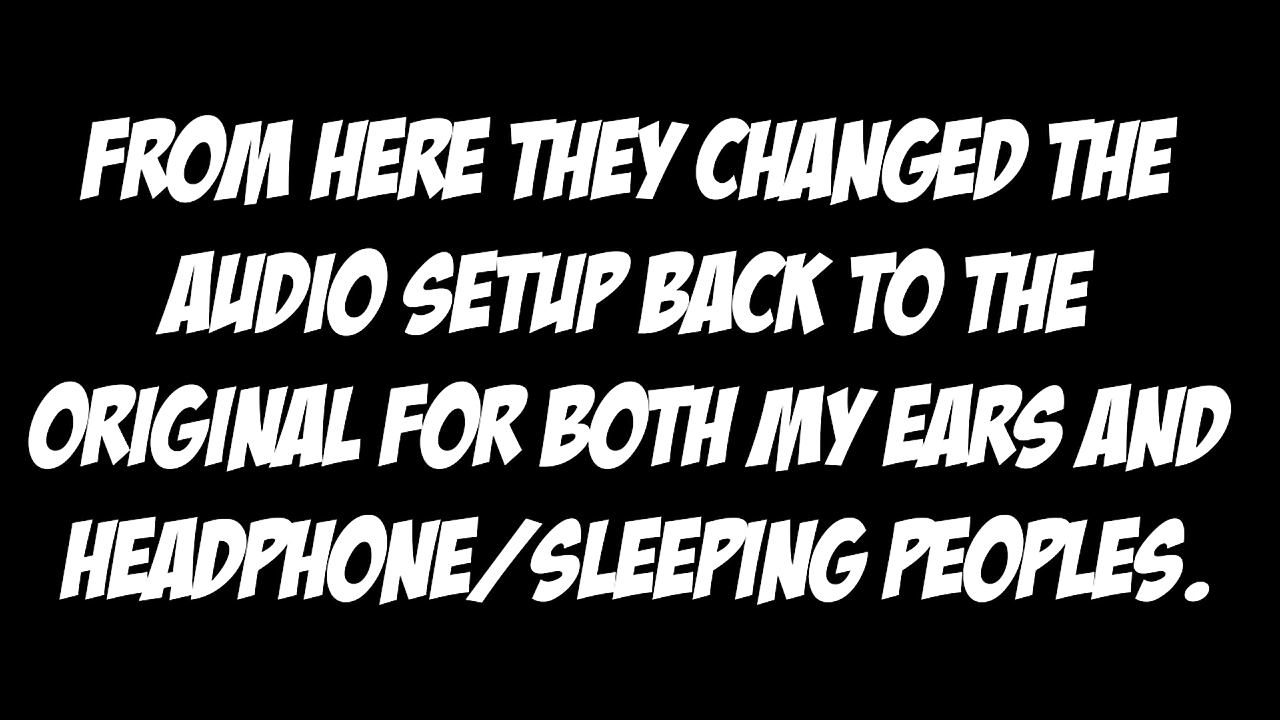 FROM HERE THEY CHANGED THE
AUDIO SETUP BACK TO THE
ORIGINAL FOR BOTH MY EARS AND
HEADPHONE/SLEEPING PEOPLES.